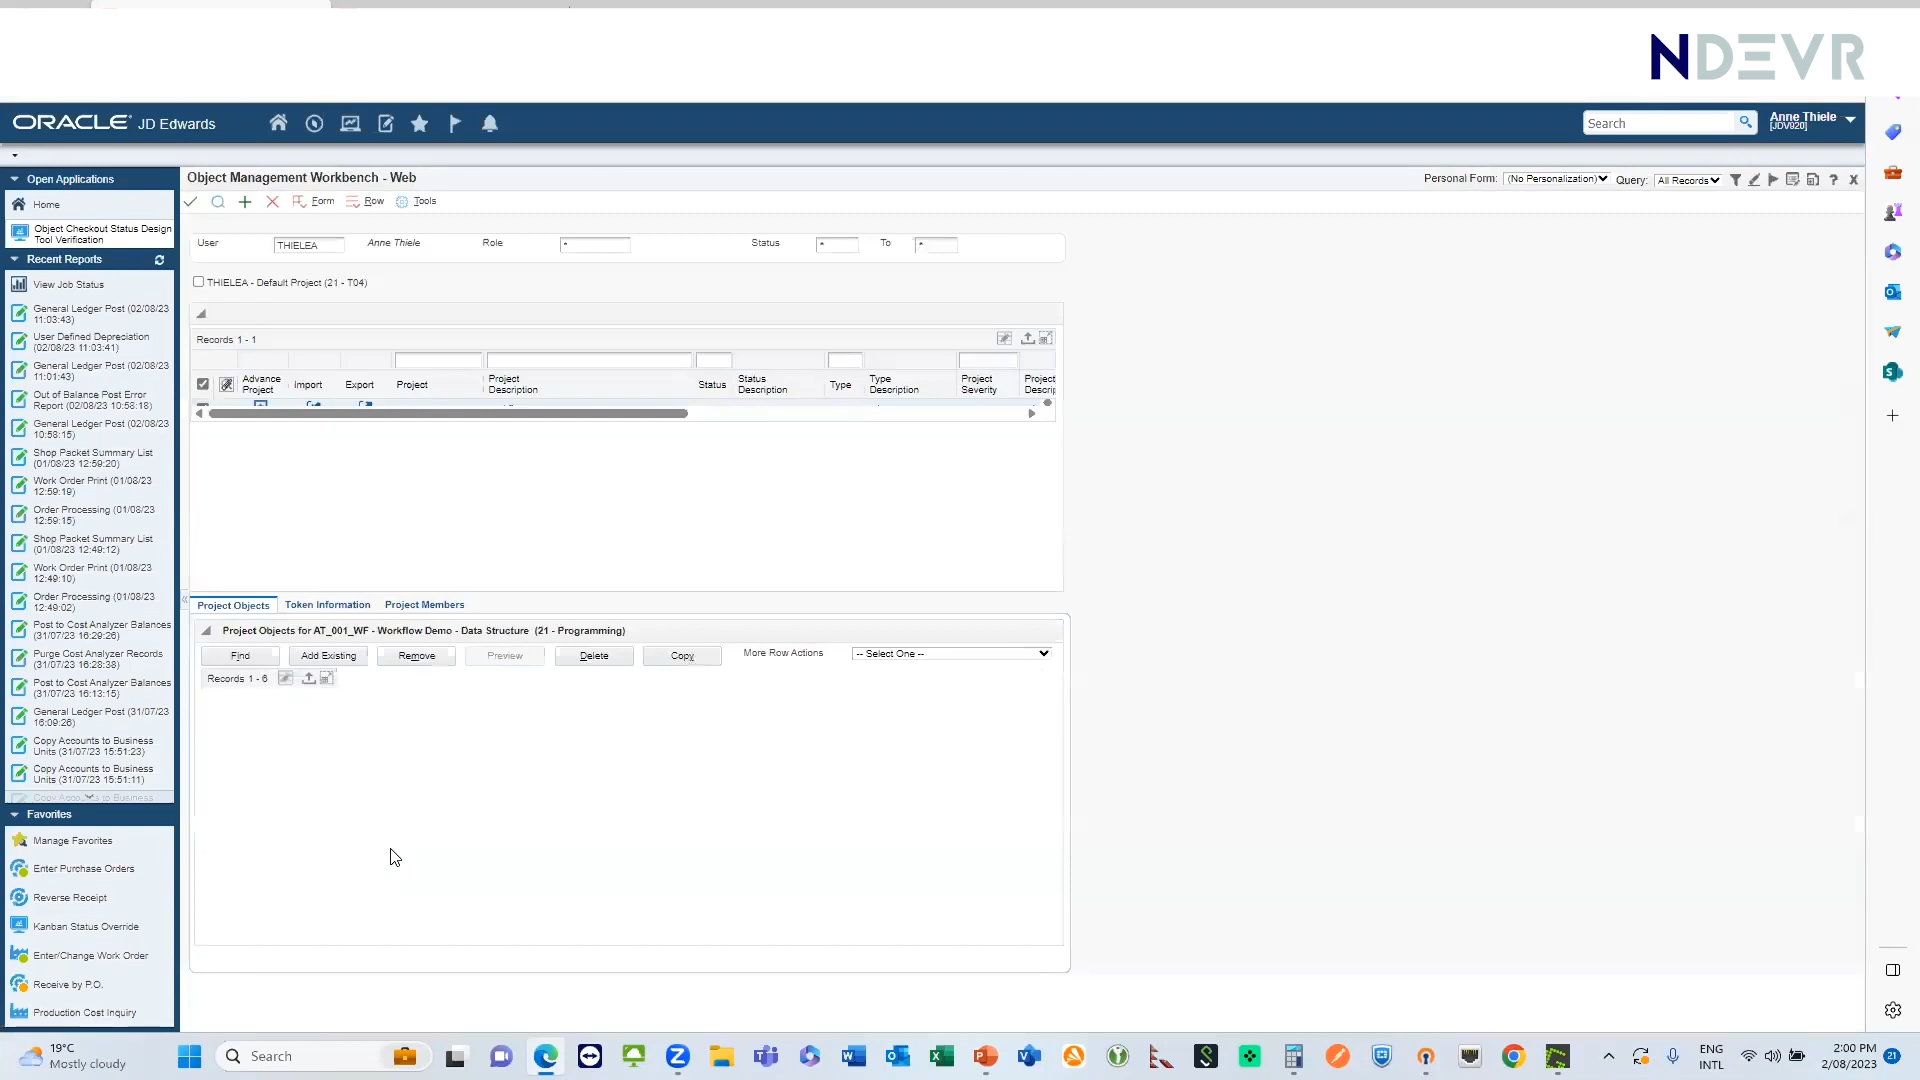 NDEVR
ORACLE JD Edwards
Search
Anne Thiele
[JDV920]
Open Applications
Home
Object Checkout Status Design
Tool Verification
Recent Reports
View Job Status
General Ledger Post (02/08/23
11:03:43)
User Defined Depreciation
(02/08/23 11:03:41)
General Ledger Post (02/08/23
11:01:43)
Out of Balance Post Error
Report (02/08/23 10:58:18)
General Ledger Post (02/08/23
10:58:15)
Shop Packet Summary List
(01/08/23 12:59:20)
Work Order Print (01/08/23
12:59:19)
Order Processing (01/08/23
12:59:15)
Shop Packet Summary List
(01/08/23 12:49:12)
Work Order Print (01/08/23
12:49:10)
Order Processing (01/08/23
12:49:02)
Post to Cost Analyzer Balances
(31/07/23 16:29:26)
Purge Cost Analyzer Records
(31/07/23 16:28:38)
Post to Cost Analyzer Balances
(31/07/23 16:13:15)
General Ledger Post (31/07/23
16:09:26)
Copy Accounts to Business
Units (31/07/23 15:51:23)
Copy Accounts to Business
Units (31/07/23 15:51:11)
Copy Accounts to Business
Favorites
Manage Favorites
Enter Purchase Orders
Reverse Receipt
Kanban Status Override
Enter/Change Work Order
Receive by P.O.
Production Cost Inquiry
Object Management Workbench - Web
Personal Form: (No Personalization) Query: All Records
Form Row Tools
User THIELEA Anne Thiele Role * Status * To *
THIELEA - Default Project (21 - T04)
Records 1 - 1
Advance Project Import Export Project Project Description Status Status Description Type Type Description Project Severity Project Descrip
Project Objects Token Information Project Members
Project Objects for AT_001_WF - Workflow Demo - Data Structure (21 - Programming)
Find Add Existing Remove Preview Delete Copy More Row Actions -- Select One --
Records 1 - 6
19°C
Mostly cloudy
Search
ENG
INTL
2:00 PM
2/08/2023
21